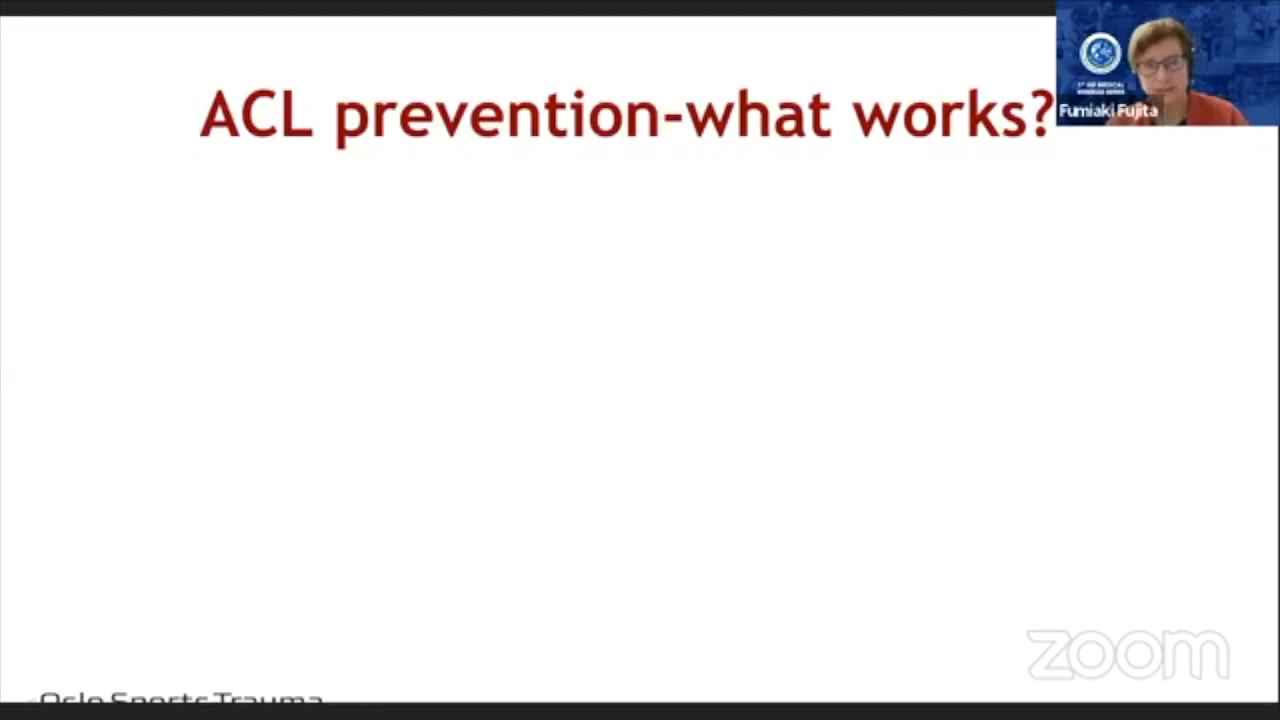 ACL prevention-what works?
Fumiaki Fujita
zoom
Oslo Sports Trauma